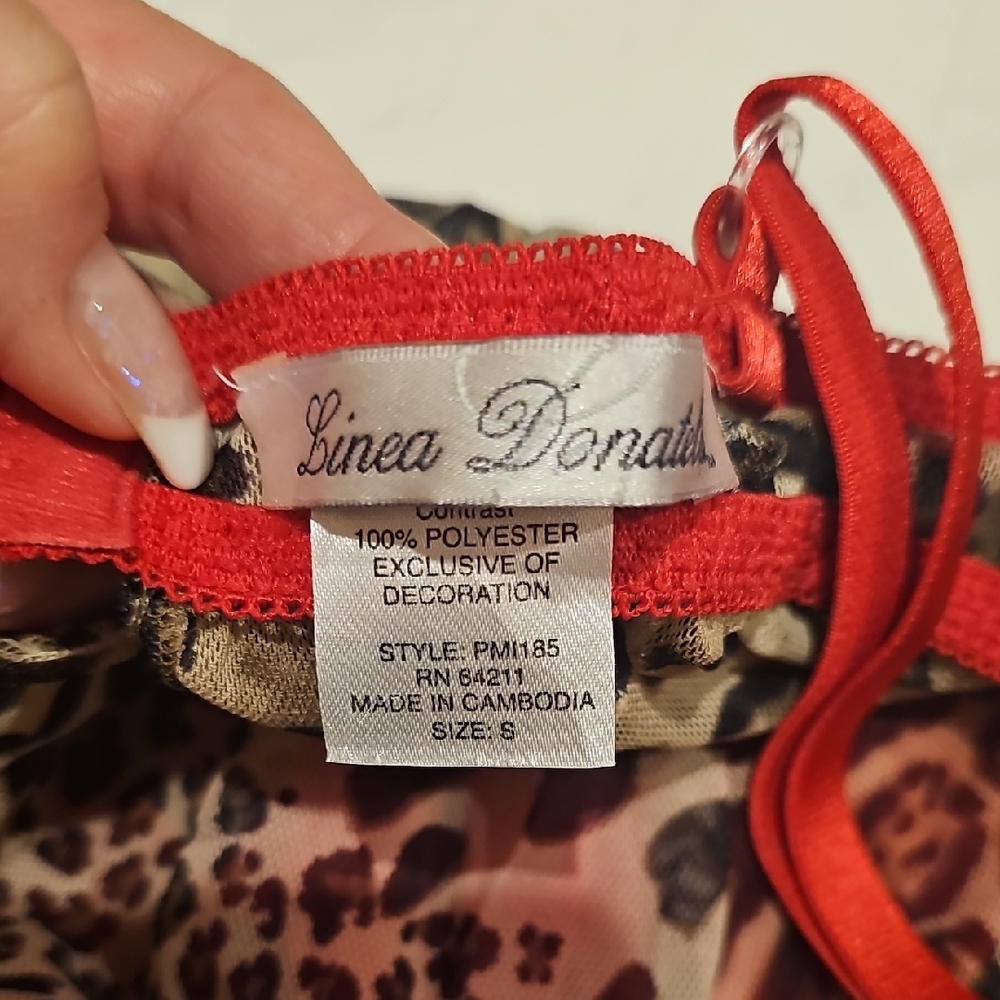 Linea Donatella
Contrast
100% POLYESTER
EXCLUSIVE OF
DECORATION
STYLE: PMI185
RN 64211
MADE IN CAMBODIA
SIZE: S